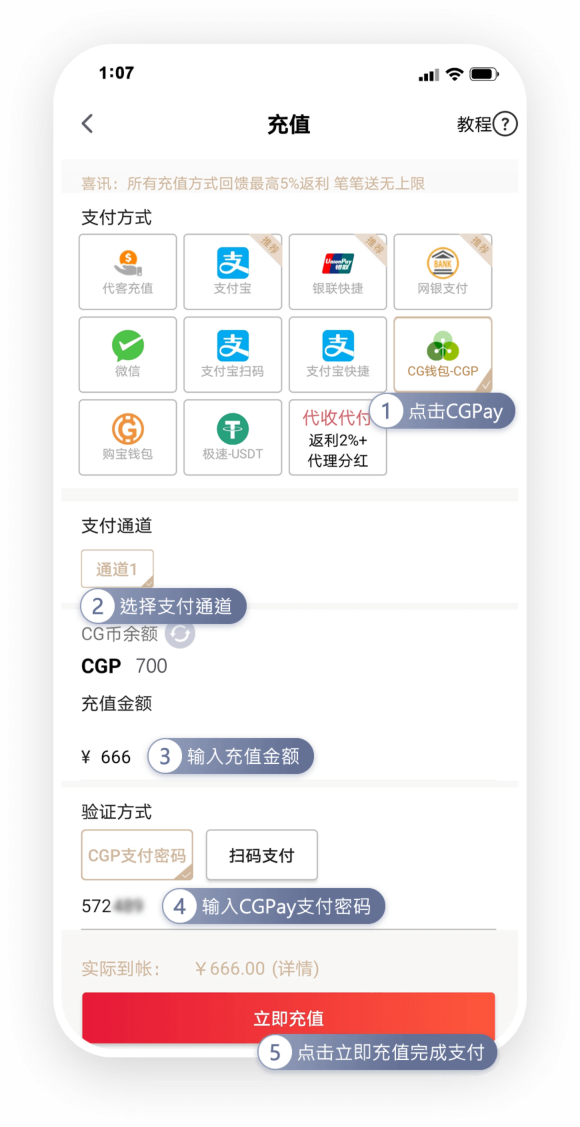 1:07
充值
教程?
喜讯：所有充值方式回馈最高5%返利 笔笔送无上限
支付方式
推荐 推荐 推荐
$ 支 UnionPay 银联 BANK
代客充值 支付宝 银联快捷 网银支付
支 支
微信 支付宝扫码 支付宝快捷 CG钱包-CGP
1 点击CGPay
代收代付
返利2%+
代理分红
购宝钱包 极速-USDT
支付通道
通道1
2 选择支付通道
CG币余额
CGP 700
充值金额
¥ 666 3 输入充值金额
验证方式
CGP支付密码 扫码支付
572 4 输入CGPay支付密码
实际到帐： ￥666.00 (详情)
立即充值
5 点击立即充值完成支付